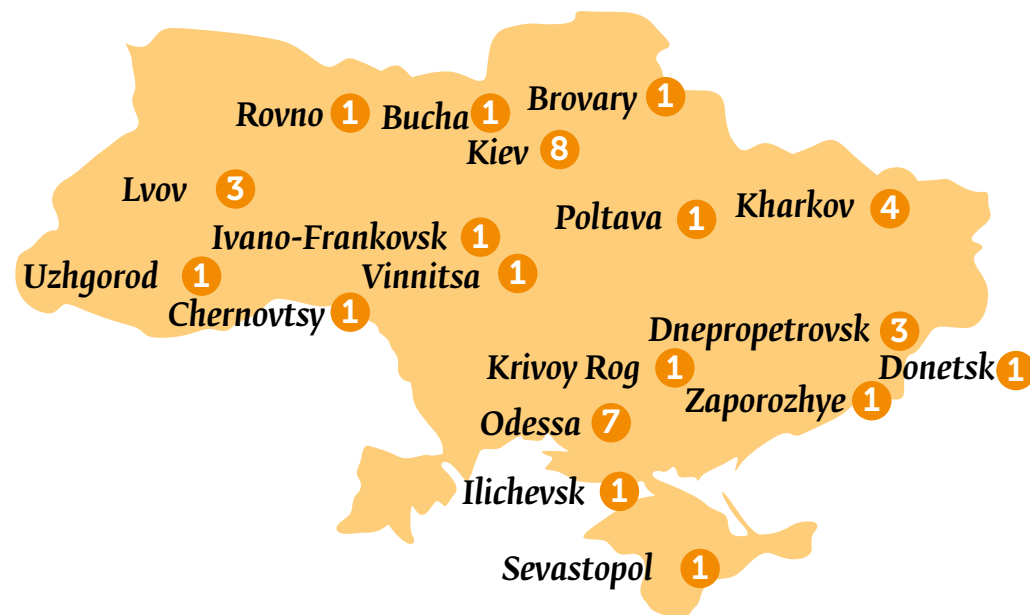 Brovary 1
Rovno 1
Bucha 1
Kiev 8
Lvov 3
Kharkov 4
Poltava 1
Ivano-Frankovsk 1
Uzhgorod 1
Vinnitsa 1
Chernovtsy 1
Dnepropetrovsk 3
Krivoy Rog 1
Donetsk 1
Zaporozhye 1
Odessa 7
Ilichevsk 1
Sevastopol 1